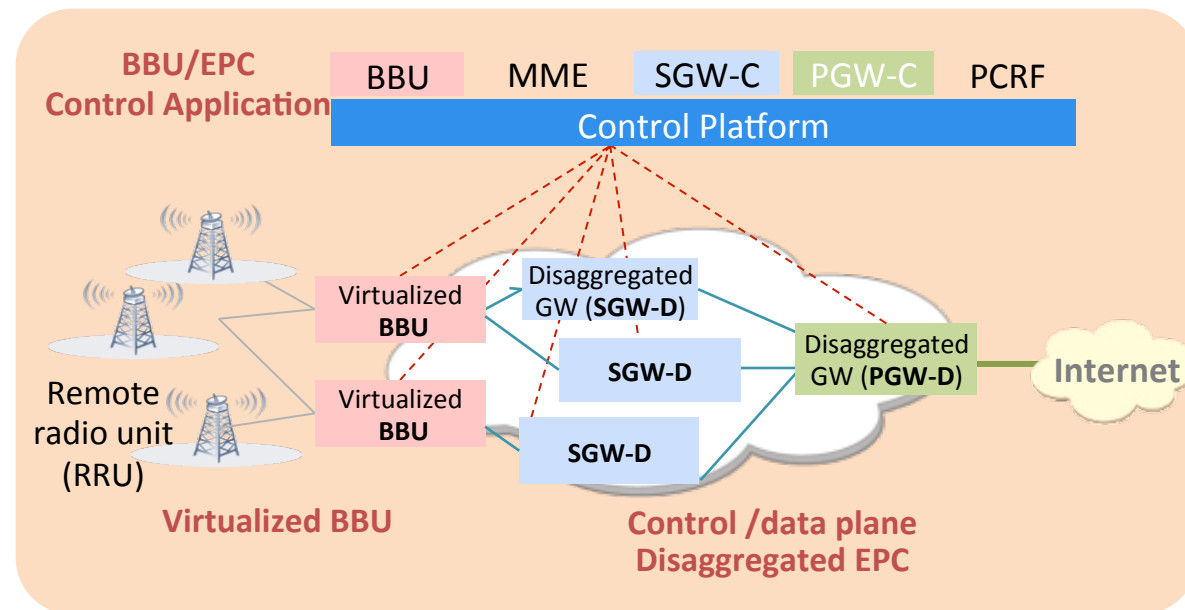 BBU/EPC
Control Application
BBU MME SGW-C PGW-C PCRF
Control Platform
Disaggregated
GW (SGW-D)
Virtualized
BBU
Disaggregated
GW (PGW-D)
SGW-D
Internet
Remote
radio unit
(RRU)
Virtualized
BBU
SGW-D
Virtualized BBU
Control /data plane
Disaggregated EPC